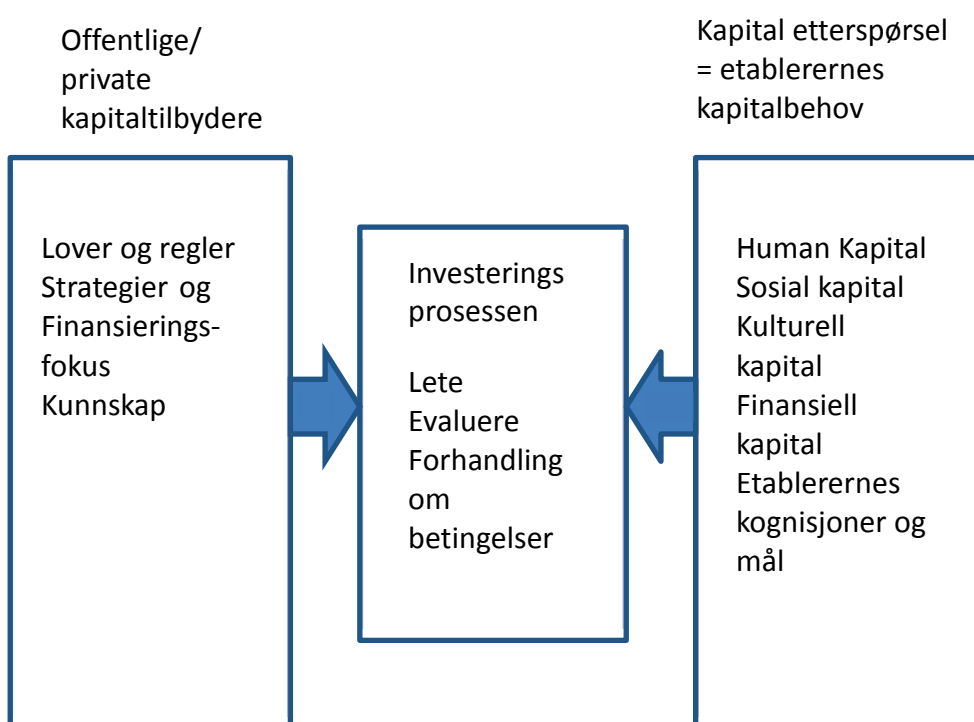 Offentlige/
private
kapitaltilbydere
Kapital etterspørsel
= etablerernes
kapitalbehov
Lover og regler
Strategier og
Finansierings-
fokus
Kunnskap
Investerings
prosessen
Lete
Evaluere
Forhandling
om
betingelser
Human Kapital
Sosial kapital
Kulturell
kapital
Finansiell
kapital
Etablerernes
kognisjoner og
mål